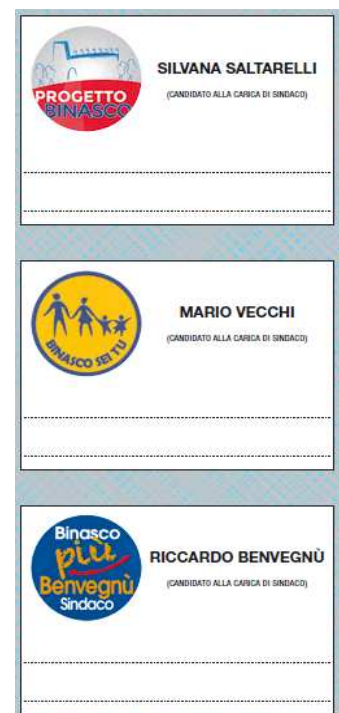 PROGETTO
BINASCO
SILVANA SALTARELLI
(CANDIDATO ALLA CARICA DI SINDACO)
BINASCO SEI TU
MARIO VECCHI
(CANDIDATO ALLA CARICA DI SINDACO)
Binasco
più
Benvegnù
Sindaco
RICCARDO BENVEGNÙ
(CANDIDATO ALLA CARICA DI SINDACO)